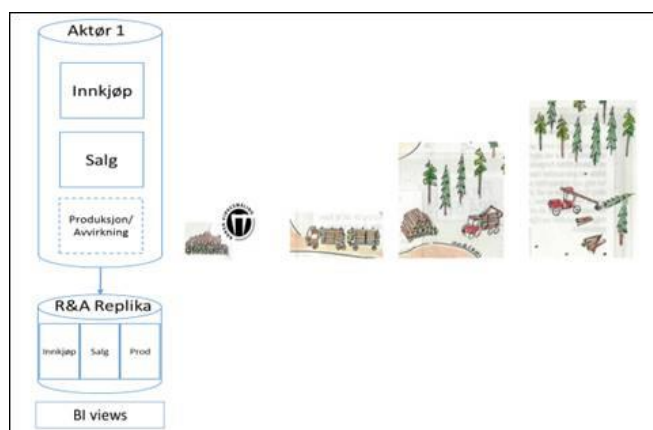 Aktør 1
Innkjøp
Salg
Produksjon/
Avvirkning
R&A Replika
Innkjøp
Salg
Prod
BI views